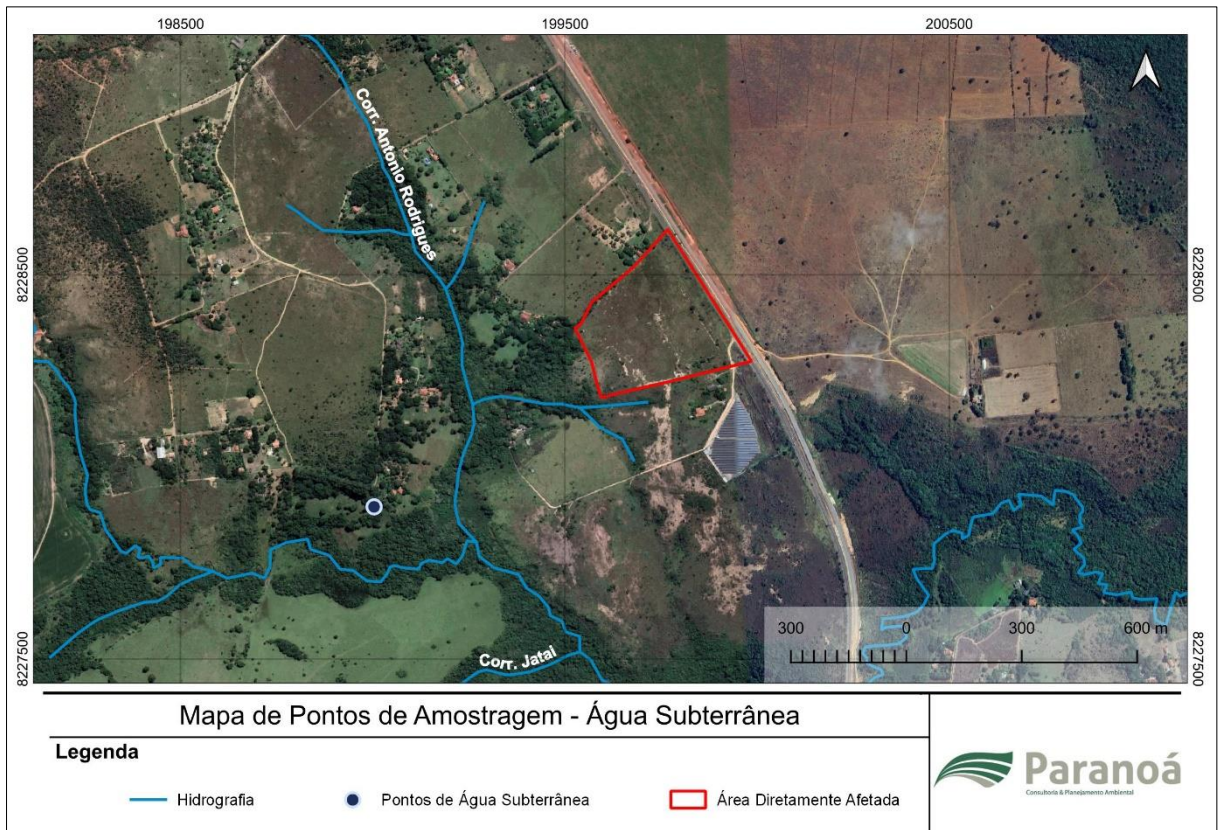 198500
199500
200500
Corr. Antonio Rodrigues
8228500
8228500
Corr. Jataí
300 0 300 600 m
8227500
8227500
Mapa de Pontos de Amostragem - Água Subterrânea
Legenda
Hidrografia
Pontos de Água Subterrânea
Área Diretamente Afetada
Paranoá
Consultoria & Planejamento Ambiental